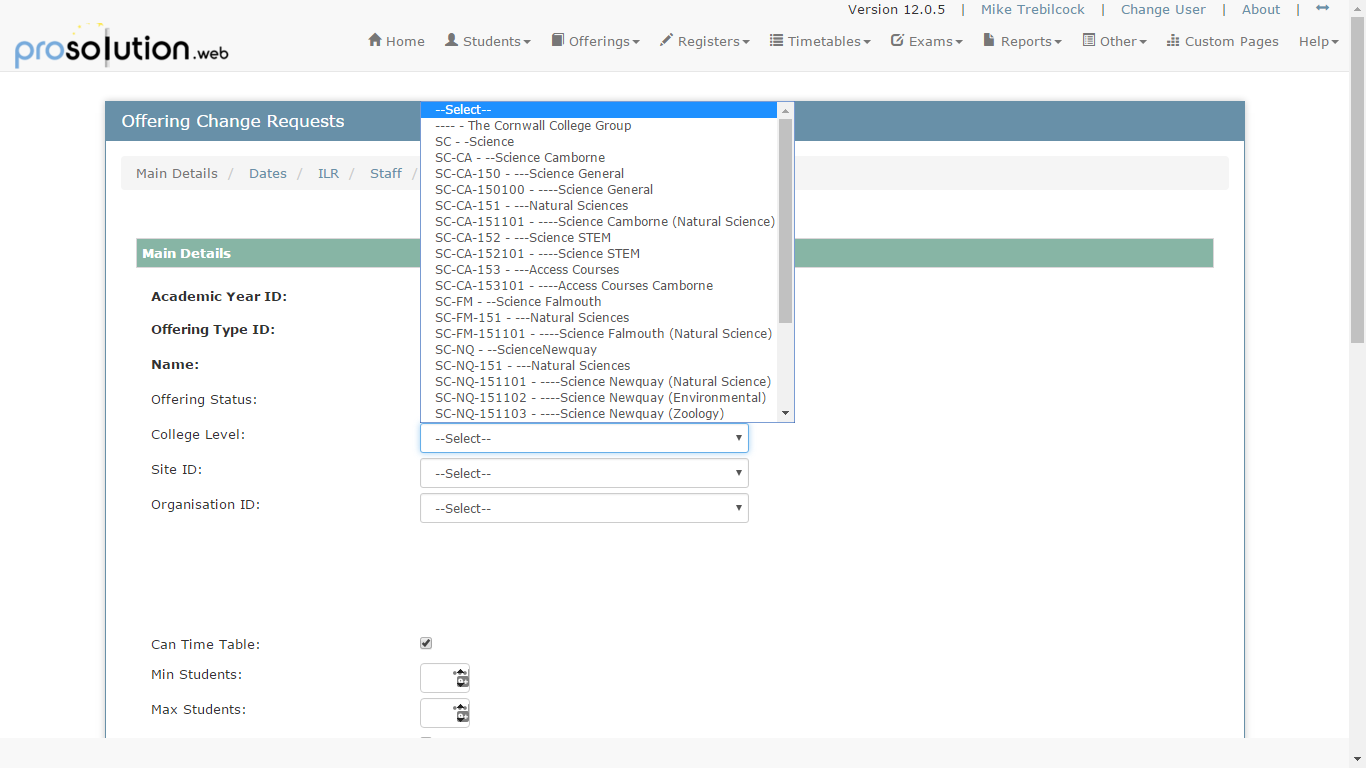 Version 12.0.5 | Mike Trebilcock | Change User | About |
prosolution.web
Home Students Offerings Registers Timetables Exams Reports Other Custom Pages Help
Offering Change Requests
Main Details / Dates / ILR / Staff /
Main Details
Academic Year ID:
Offering Type ID:
Name:
Offering Status:
--Select--
---- - The Cornwall College Group
SC - -Science
SC-CA - --Science Camborne
SC-CA-150 - ---Science General
SC-CA-150100 - ----Science General
SC-CA-151 - ---Natural Sciences
SC-CA-151101 - ----Science Camborne (Natural Science)
SC-CA-152 - ---Science STEM
SC-CA-152101 - ----Science STEM
SC-CA-153 - ---Access Courses
SC-CA-153101 - ----Access Courses Camborne
SC-FM - --Science Falmouth
SC-FM-151 - ---Natural Sciences
SC-FM-151101 - ----Science Falmouth (Natural Science)
SC-NQ - --ScienceNewquay
SC-NQ-151 - ---Natural Sciences
SC-NQ-151101 - ----Science Newquay (Natural Science)
SC-NQ-151102 - ----Science Newquay (Environmental)
SC-NQ-151103 - ----Science Newquay (Zoology)
College Level: --Select--
Site ID: --Select--
Organisation ID: --Select--
Can Time Table:
Min Students:
Max Students: